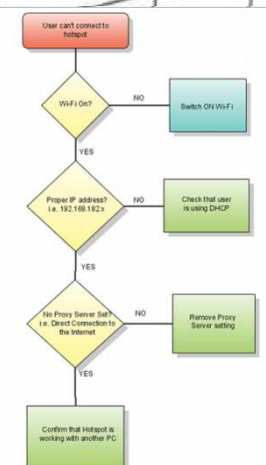 User can't connect to
hotspot
Wi-Fi On?
NO
Switch ON Wi-Fi
YES
Proper IP address?
i.e. 192.168.182.x
NO
Check that user
is using DHCP
YES
No Proxy Server Set?
i.e. Direct Connection to
the Internet
NO
Remove Proxy
Server setting
YES
Confirm that Hotspot is
working with another PC